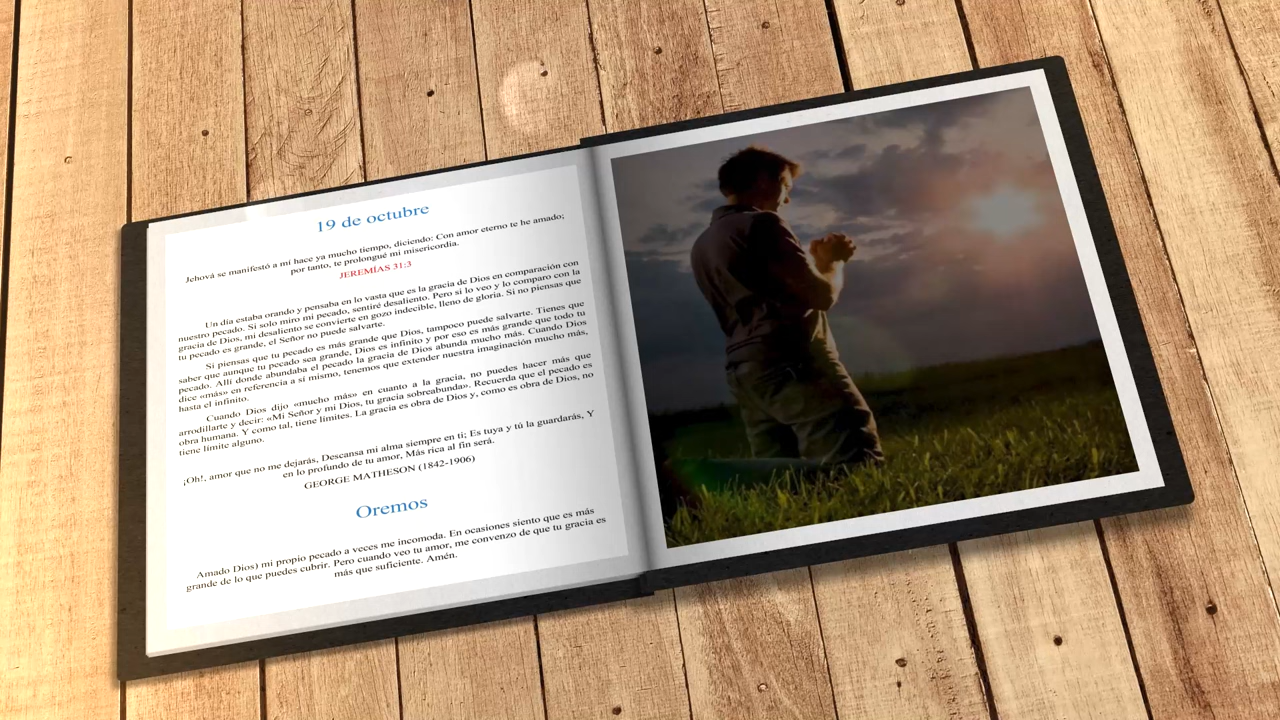 19 de octubre
Jehová se manifestó a mí hace ya mucho tiempo, diciendo: Con amor eterno te he amado;
por tanto, te prolongué mi misericordia.
JEREMÍAS 31:3
Un día estaba orando y pensaba en lo vasta que es la gracia de Dios en comparación con
nuestro pecado. Si solo miro mi pecado, sentiré desaliento. Pero si lo veo y lo comparo con la
gracia de Dios, mi desaliento se convierte en gozo indecible, lleno de gloria. Si no piensas que
tu pecado es grande, el Señor no puede salvarte.
Si piensas que tu pecado es más grande que Dios, tampoco puede salvarte. Tienes que
saber que aunque tu pecado sea grande, Dios es infinito y por eso es más grande que todo tu
pecado. Allí donde abundaba el pecado la gracia de Dios abunda mucho más. Cuando Dios
dice «más» en referencia a sí mismo, tenemos que extender nuestra imaginación mucho más,
hasta el infinito.
Cuando Dios dijo «mucho más» en cuanto a la gracia, no puedes hacer más que
arrodillarte y decir: «Mi Señor y mi Dios, tu gracia sobreabunda». Recuerda que el pecado es
obra humana. Y como tal, tiene límites. La gracia es obra de Dios y, como es obra de Dios, no
tiene límite alguno.
¡Oh!, amor que no me dejarás, Descansa mi alma siempre en ti; Es tuya y tú la guardarás, Y
en lo profundo de tu amor, Más rica al fin será.
GEORGE MATHESON (1842-1906)
Oremos
Amado Dios) mi propio pecado a veces me incomoda. En ocasiones siento que es más
grande de lo que puedes cubrir. Pero cuando veo tu amor, me convenzo de que tu gracia es
más que suficiente. Amén.